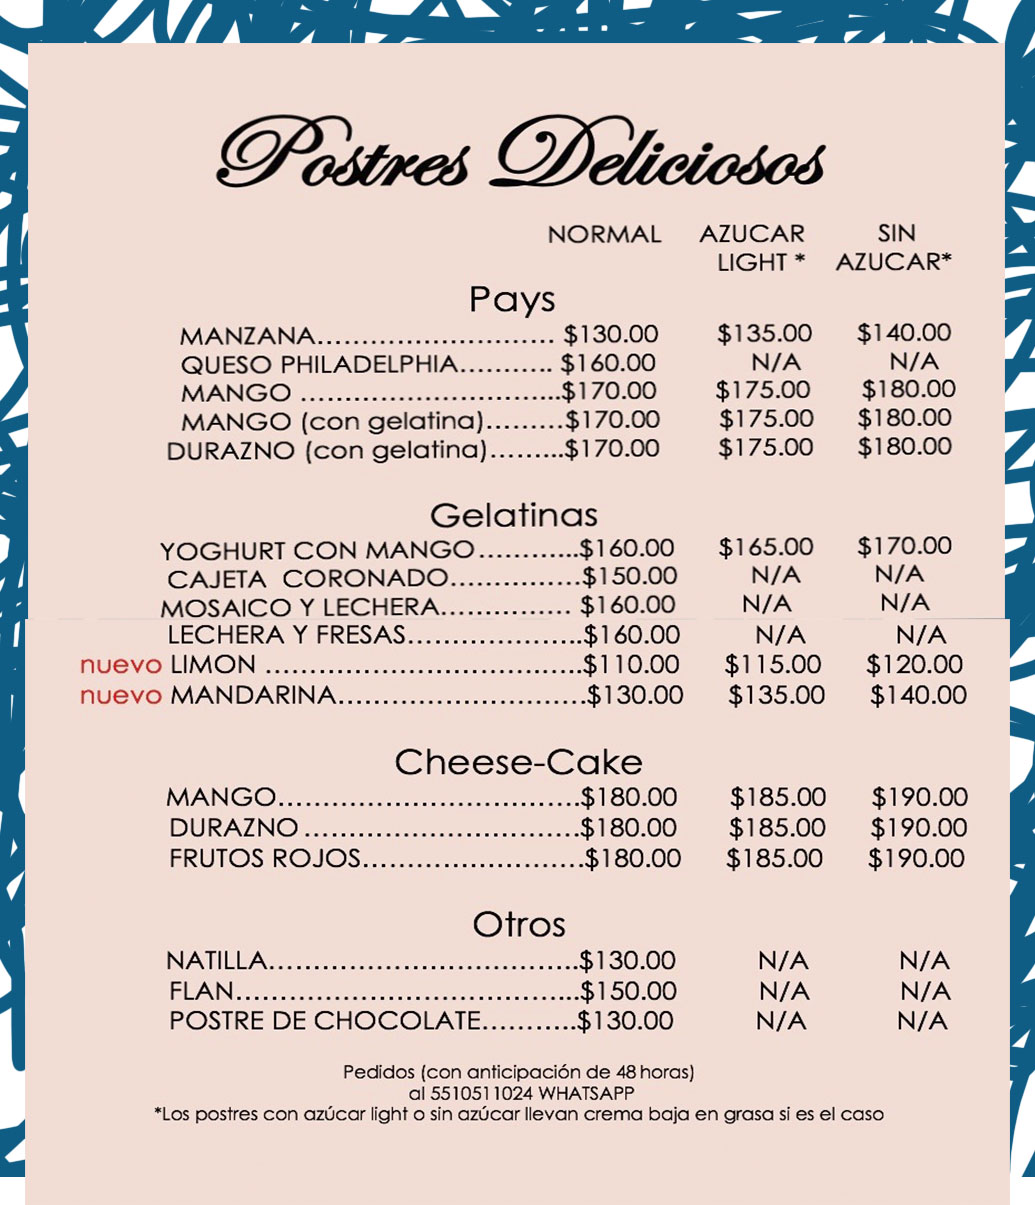 Postres Deliciosos
NORMAL AZUCAR SIN
LIGHT * AZUCAR*
Pays
MANZANA........................... $130.00 $135.00 $140.00
QUESO PHILADELPHIA........... $160.00 N/A N/A
MANGO ..............................$170.00 $175.00 $180.00
MANGO (con gelatina).........$170.00 $175.00 $180.00
DURAZNO (con gelatina).........$170.00 $175.00 $180.00
Gelatinas
YOGHURT CON MANGO............$160.00 $165.00 $170.00
CAJETA CORONADO...............$150.00 N/A N/A
MOSAICO Y LECHERA............... $160.00 N/A N/A
LECHERA Y FRESAS....................$160.00 N/A N/A
nuevo LIMON ....................................$110.00 $115.00 $120.00
nuevo MANDARINA............................$130.00 $135.00 $140.00
Cheese-Cake
MANGO..................................$180.00 $185.00 $190.00
DURAZNO ...............................$180.00 $185.00 $190.00
FRUTOS ROJOS.........................$180.00 $185.00 $190.00
Otros
NATILLA...................................$130.00 N/A N/A
FLAN.......................................$150.00 N/A N/A
POSTRE DE CHOCOLATE...........$130.00 N/A N/A
Pedidos (con anticipación de 48 horas)
al 5510511024 WHATSAPP
*Los postres con azúcar light o sin azúcar llevan crema baja en grasa si es el caso